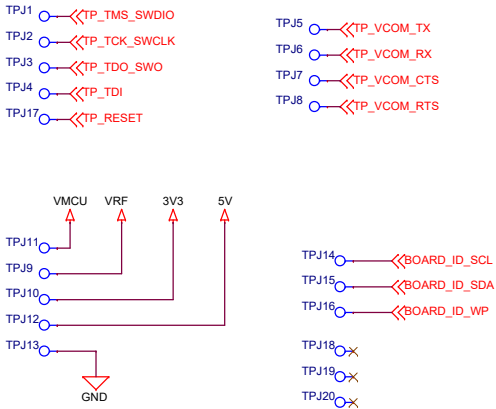 TPJ1 TP_TMS_SWDIO
TPJ2 TP_TCK_SWCLK
TPJ3 TP_TDO_SWO
TPJ4 TP_TDI
TPJ17 TP_RESET
TPJ5 TP_VCOM_TX
TPJ6 TP_VCOM_RX
TPJ7 TP_VCOM_CTS
TPJ8 TP_VCOM_RTS
VMCU VRF 3V3 5V
TPJ11
TPJ9
TPJ10
TPJ12
TPJ13
GND
TPJ14 BOARD_ID_SCL
TPJ15 BOARD_ID_SDA
TPJ16 BOARD_ID_WP
TPJ18
TPJ19
TPJ20